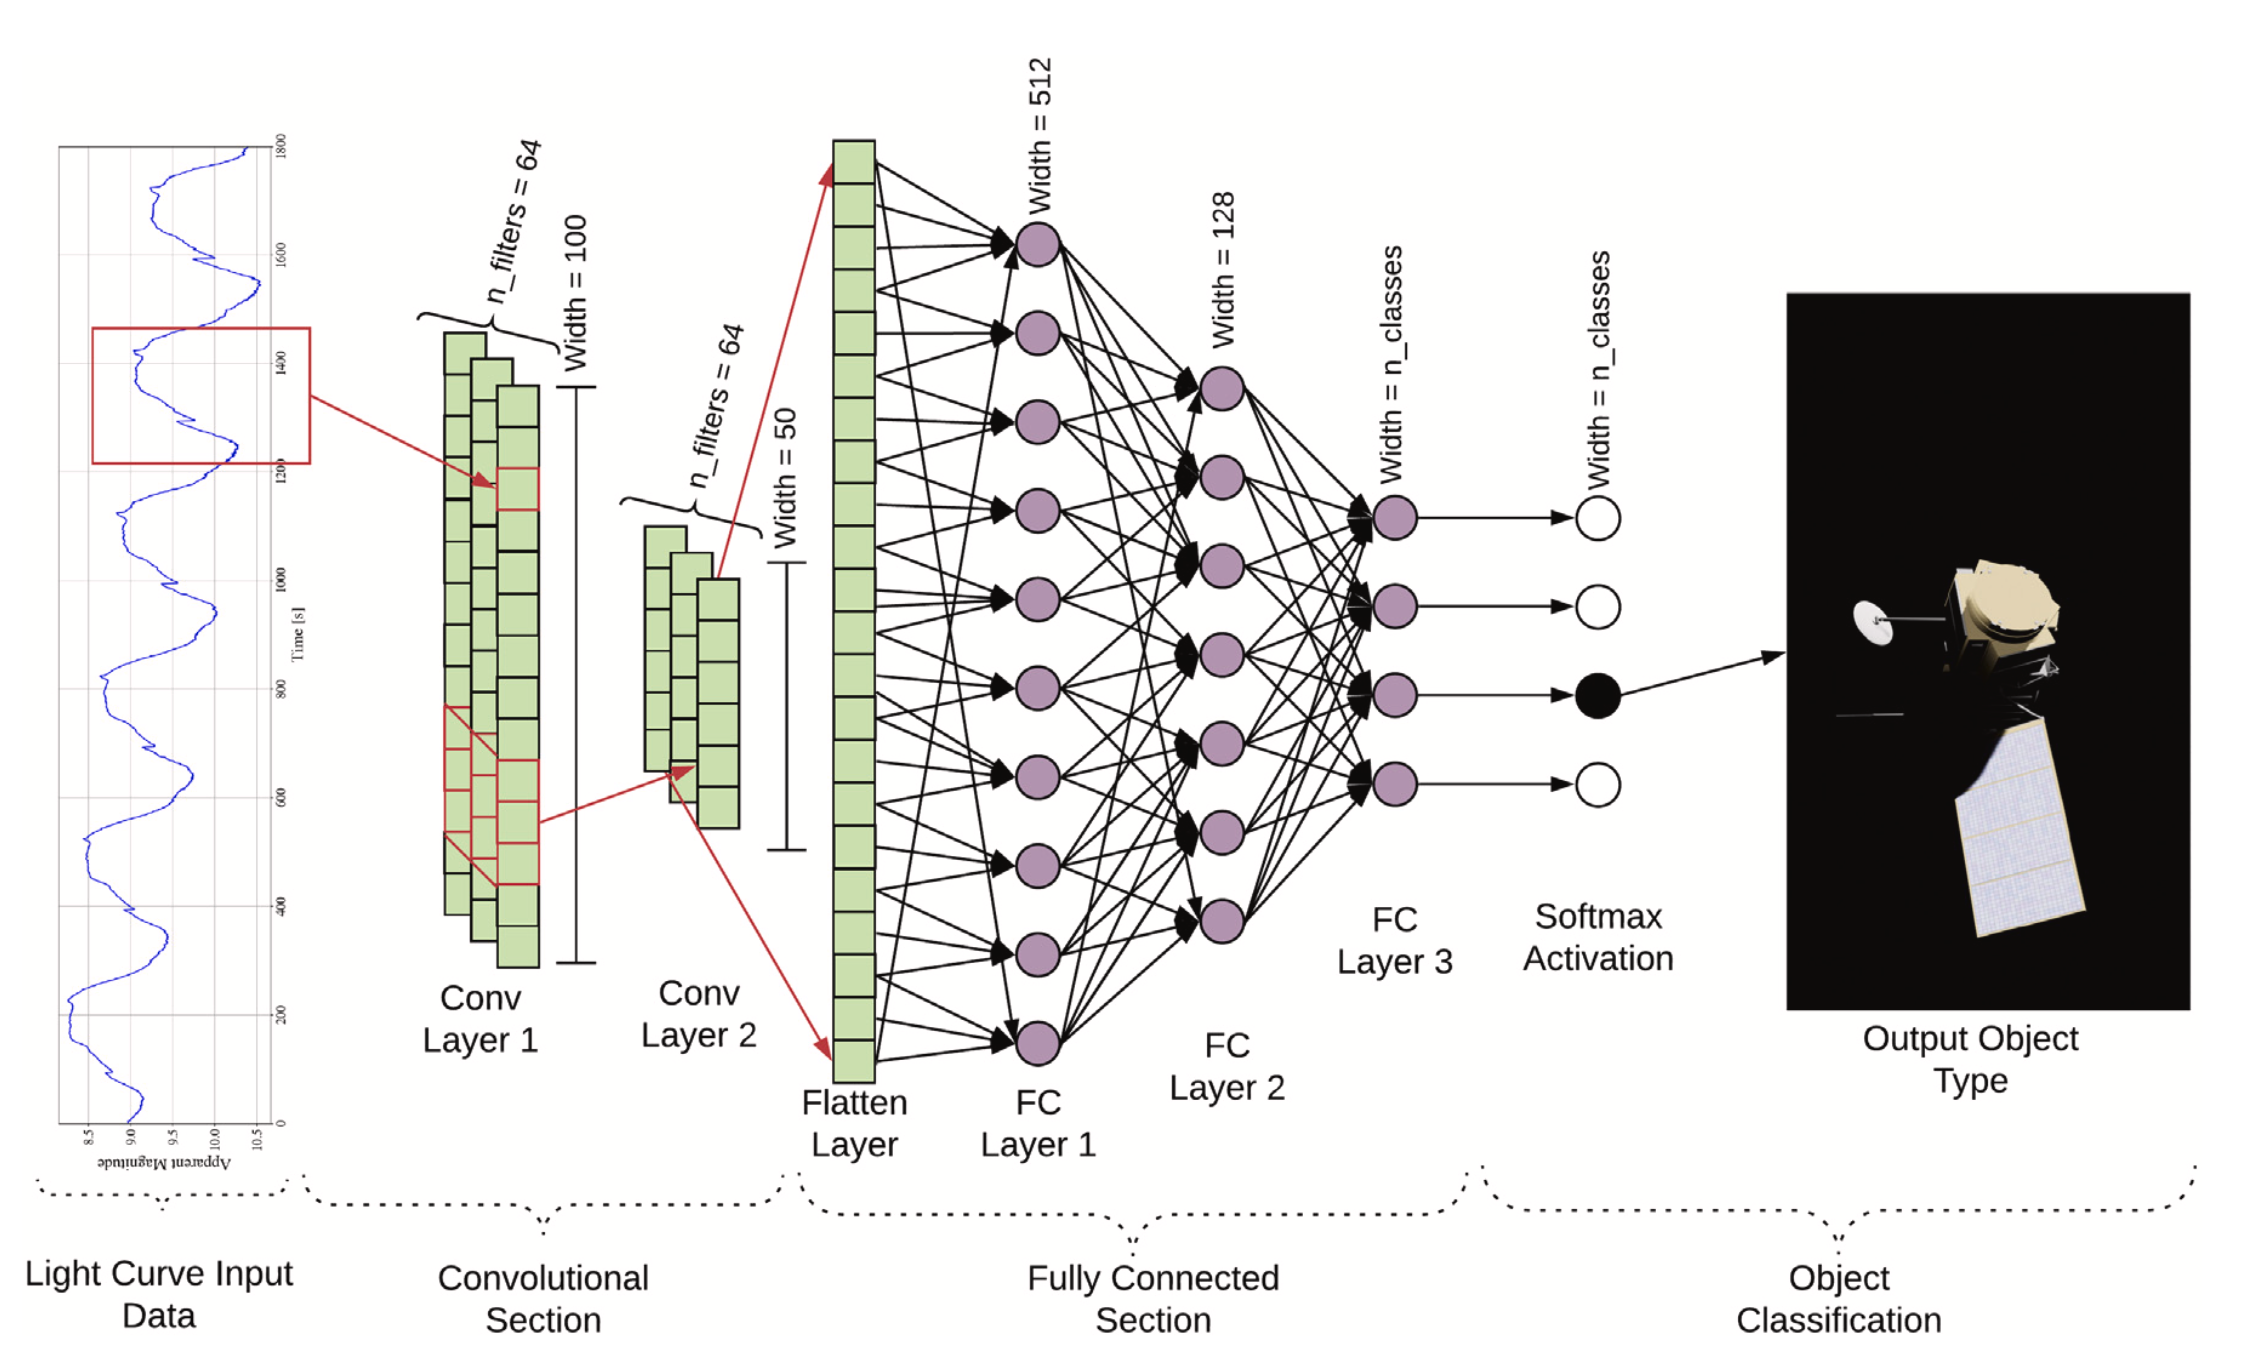 1800
1600
1400
1200
1000
800
600
400
200
0
Time [s]
8.5
9.0
9.5
10.0
10.5
Apparent Magnitude
n_filters = 64
Width = 100
Conv
Layer 1
n_filters = 64
Width = 50
Conv
Layer 2
Flatten
Layer
Width = 512
FC
Layer 1
Width = 128
FC
Layer 2
Width = n_classes
FC
Layer 3
Width = n_classes
Softmax
Activation
Output Object
Type
Light Curve Input
Data
Convolutional
Section
Fully Connected
Section
Object
Classification